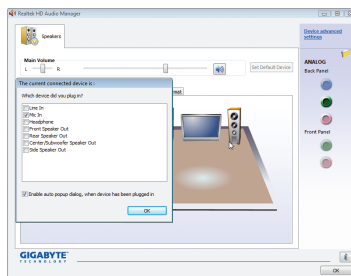 Realtek HD Audio Manager
Speakers
Device advanced
settings
Main Volume
L
R
Set Default Device
ANALOG
Back Panel
The current connected device is :
Which device did you plug in?
Line In
Mic In
Headphone
Front Speaker Out
Rear Speaker Out
Center/Subwoofer Speaker Out
Side Speaker Out
Front Panel
Enable auto popup dialog, when device has been plugged in
OK
GIGABYTE
TECHNOLOGY
OK